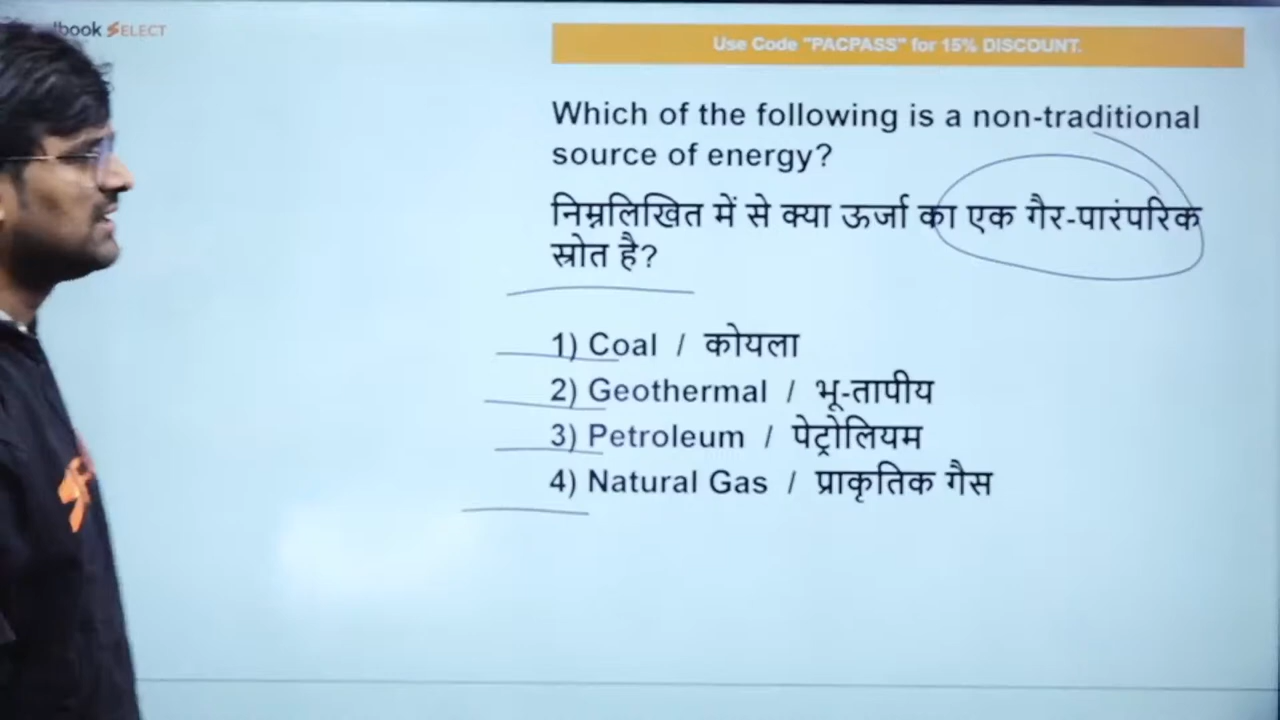 book SELECT
Use Code "PACPASS" for 15% DISCOUNT.
Which of the following is a non-traditional
source of energy?
निम्नलिखित में से क्या ऊर्जा का एक गैर-पारंपरिक
स्रोत है?
1) Coal / कोयला
2) Geothermal / भू-तापीय
3) Petroleum / पेट्रोलियम
4) Natural Gas / प्राकृतिक गैस